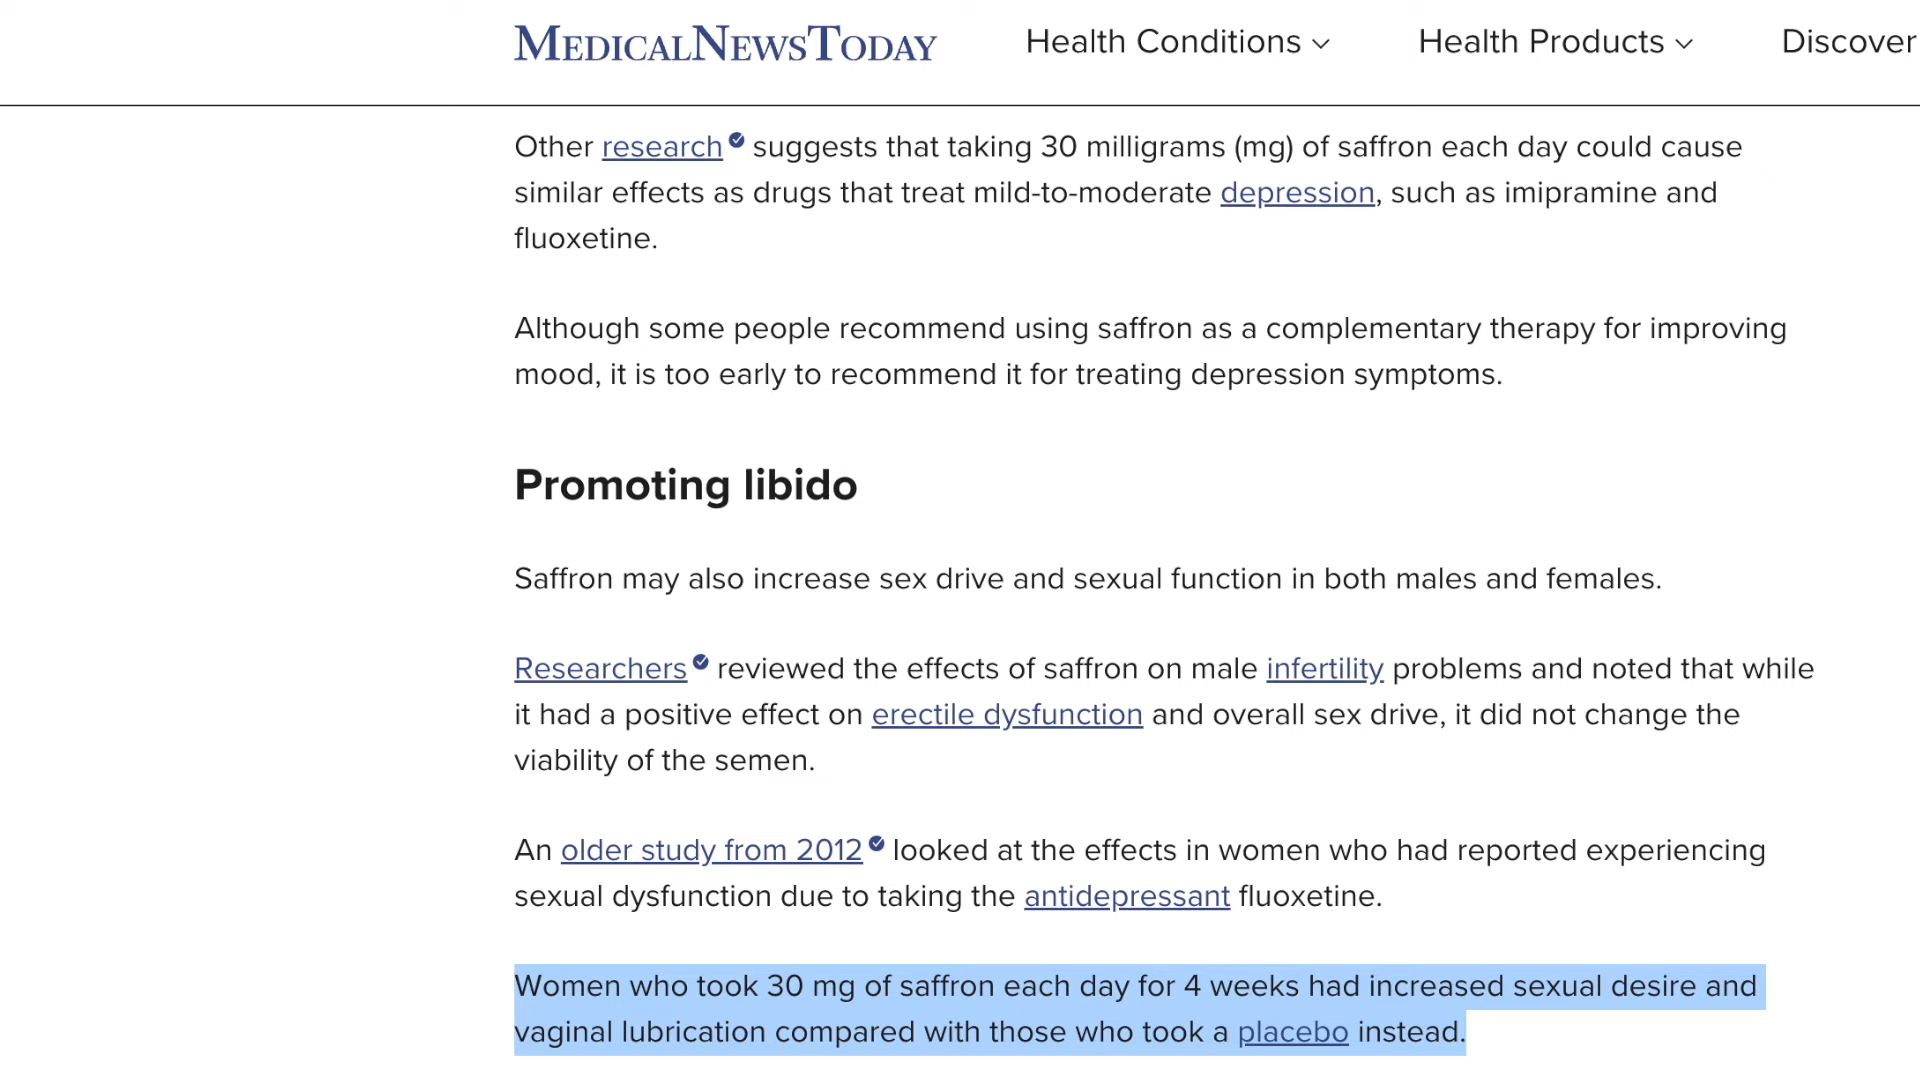 MEDICALNEWSTODAY Health Conditions Health Products Discover
Other research suggests that taking 30 milligrams (mg) of saffron each day could cause
similar effects as drugs that treat mild-to-moderate depression, such as imipramine and
fluoxetine.
Although some people recommend using saffron as a complementary therapy for improving
mood, it is too early to recommend it for treating depression symptoms.
Promoting libido
Saffron may also increase sex drive and sexual function in both males and females.
Researchers reviewed the effects of saffron on male infertility problems and noted that while
it had a positive effect on erectile dysfunction and overall sex drive, it did not change the
viability of the semen.
An older study from 2012 looked at the effects in women who had reported experiencing
sexual dysfunction due to taking the antidepressant fluoxetine.
Women who took 30 mg of saffron each day for 4 weeks had increased sexual desire and
vaginal lubrication compared with those who took a placebo instead.